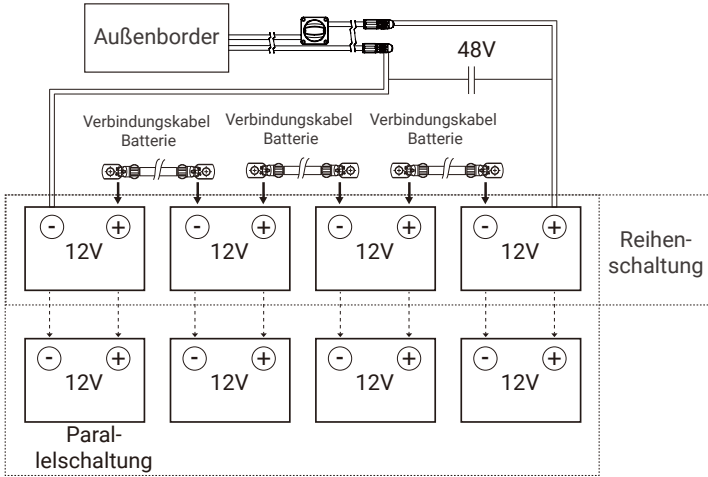 Außenborder
48V
Verbindungskabel
Batterie
Verbindungskabel
Batterie
Verbindungskabel
Batterie
- +
12V
- +
12V
- +
12V
- +
12V
Reihen-
schaltung
- +
12V
- +
12V
- +
12V
- +
12V
Paral-
lelschaltung